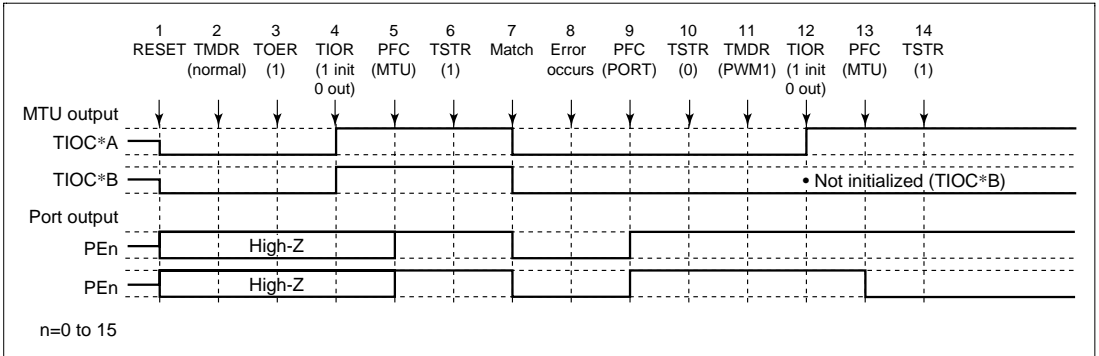 1 2 3 4 5 6 7 8 9 10 11 12 13 14
RESET TMDR TOER TIOR PFC TSTR Match Error PFC TSTR TMDR TIOR PFC TSTR
(normal) (1) (1 init (MTU) (1) occurs (PORT) (0) (PWM1) (1 init (MTU) (1)
0 out) 0 out)
MTU output
TIOC*A
TIOC*B
• Not initialized (TIOC*B)
Port output
PEn
High-Z
PEn
High-Z
n=0 to 15